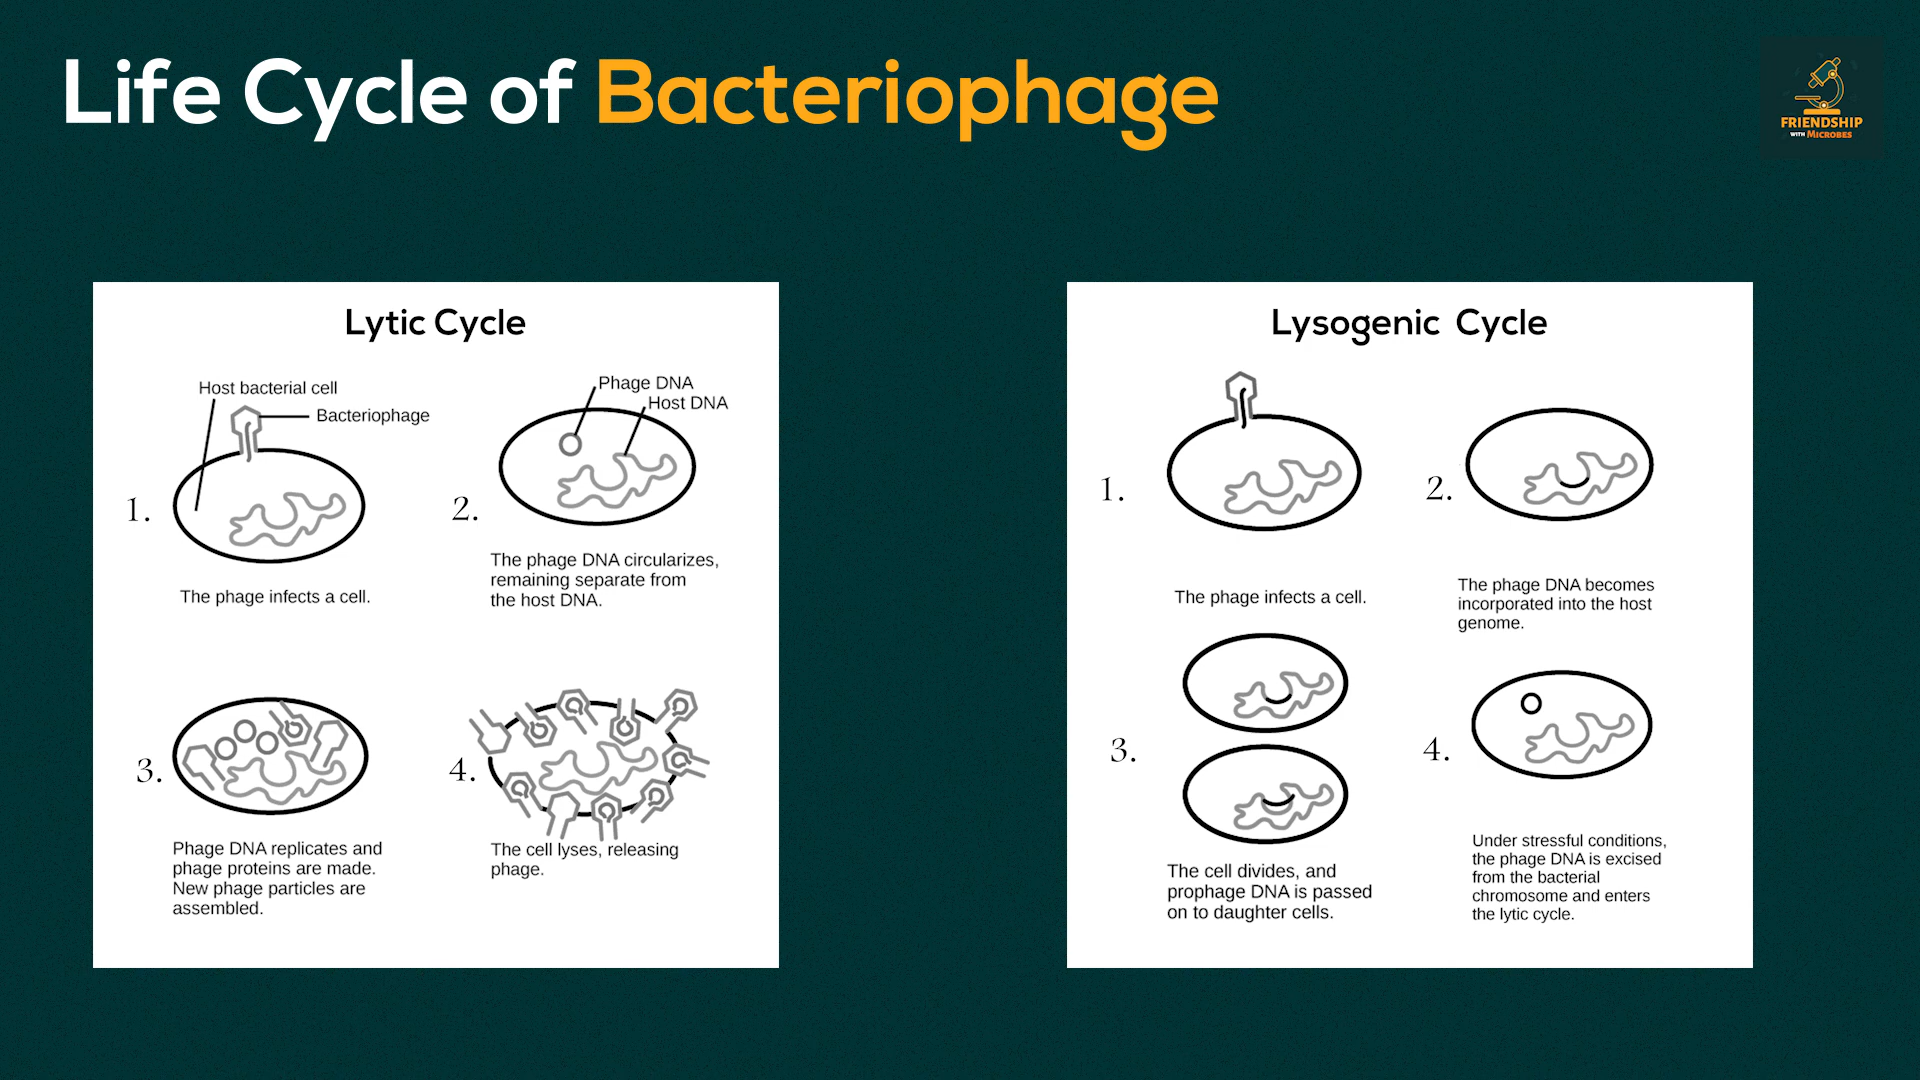 Life Cycle of Bacteriophage
FRIENDSHIP
WITH MICROBES
Lytic Cycle
Host bacterial cell
Bacteriophage
1.
The phage infects a cell.
Phage DNA
Host DNA
2.
The phage DNA circularizes,
remaining separate from
the host DNA.
3.
Phage DNA replicates and
phage proteins are made.
New phage particles are
assembled.
4.
The cell lyses, releasing
phage.
Lysogenic Cycle
1.
The phage infects a cell.
2.
The phage DNA becomes
incorporated into the host
genome.
3.
The cell divides, and
prophage DNA is passed
on to daughter cells.
4.
Under stressful conditions,
the phage DNA is excised
from the bacterial
chromosome and enters
the lytic cycle.